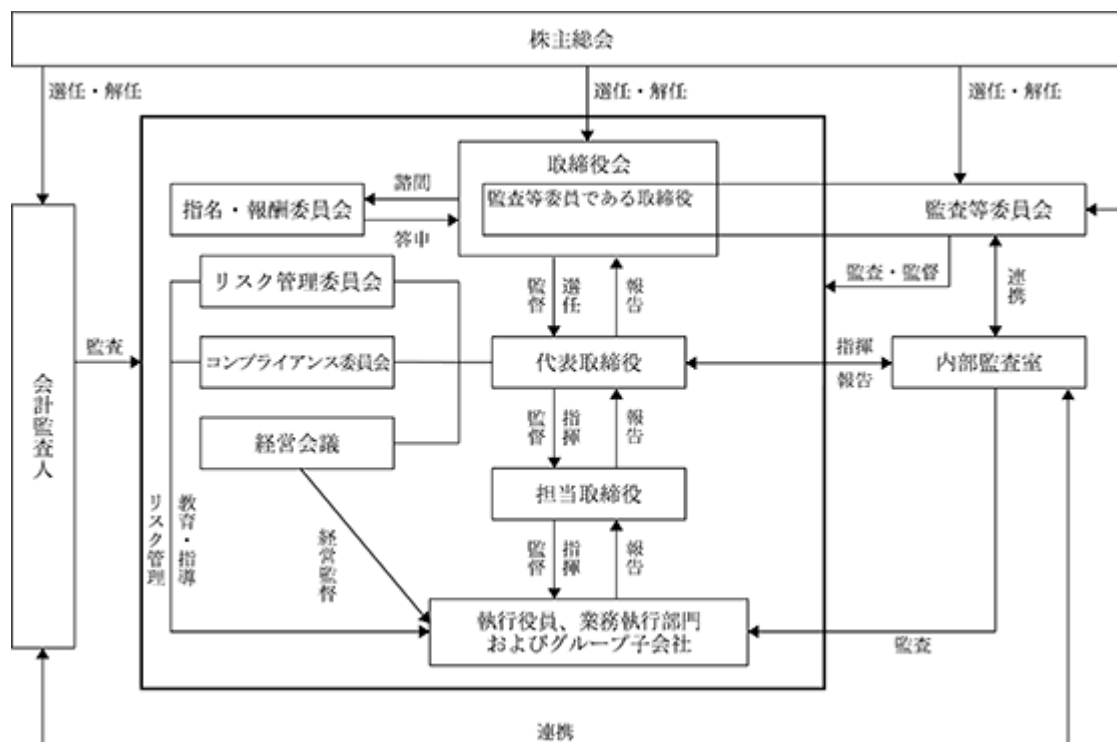 株主総会
選任・解任
選任・解任
選任・解任
取締役会
諮問
監査等委員である取締役
監査等委員会
指名・報酬委員会
答申
リスク管理委員会
監督
選任
報告
監査・監督
連携
監査
コンプライアンス委員会
代表取締役
指揮
報告
内部監査室
会計監査人
経営会議
監督
指揮
報告
担当取締役
リスク管理
教育・指導
経営監督
監督
指揮
報告
執行役員、業務執行部門
およびグループ子会社
監査
連携